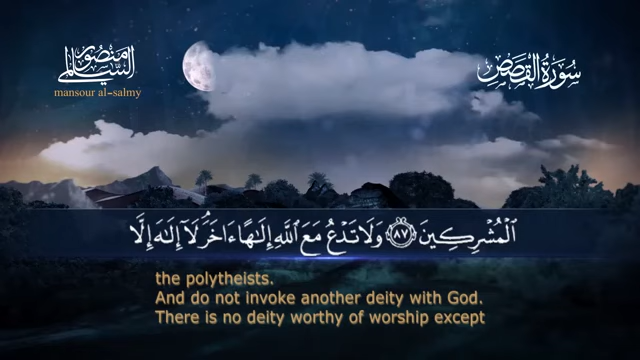 منصور
السالمي
mansour al-salmy
سورة القصص
ٱلْمُشْرِكِينَ ٨٧ وَلَا تَدْعُ مَعَ ٱللَّهِ إِلَٰهًا ءَاخَرَ ۘ لَآ إِلَٰهَ إِلَّا
the polytheists.
And do not invoke another deity with God.
There is no deity worthy of worship except